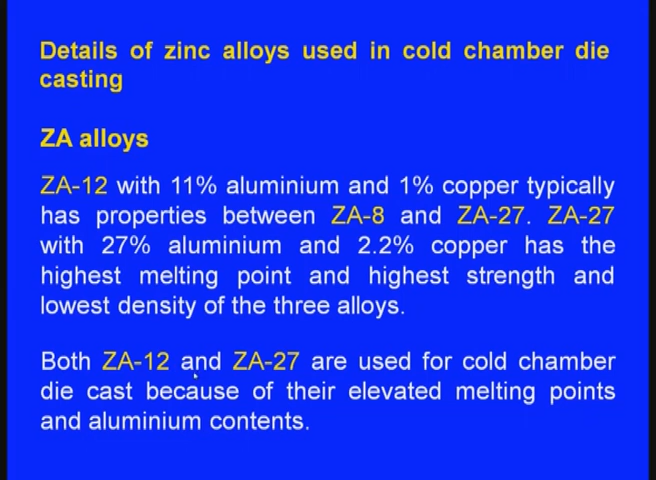 Details of zinc alloys used in cold chamber die
casting
ZA alloys
ZA-12 with 11% aluminium and 1% copper typically
has properties between ZA-8 and ZA-27. ZA-27
with 27% aluminium and 2.2% copper has the
highest melting point and highest strength and
lowest density of the three alloys.
Both ZA-12 and ZA-27 are used for cold chamber
die cast because of their elevated melting points
and aluminium contents.